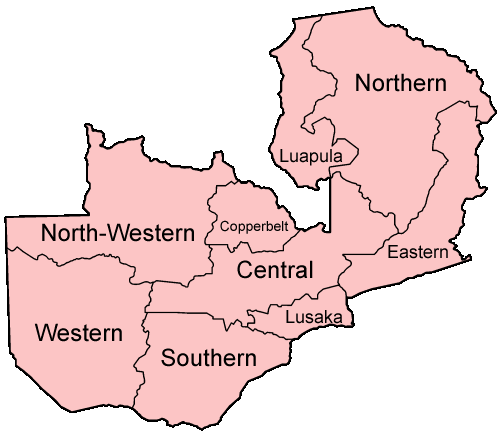 Northern
Luapula
Copperbelt
North-Western
Eastern
Central
Lusaka
Western
Southern